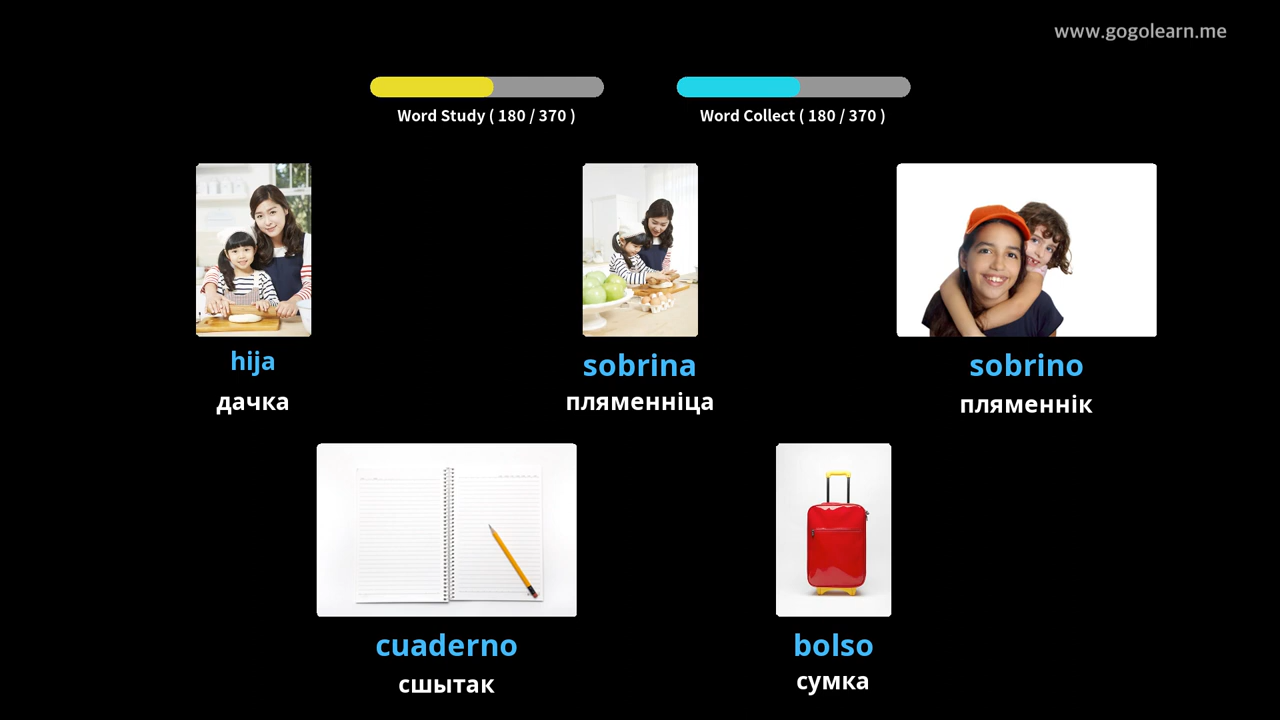 www.gogolearn.me
Word Study ( 180 / 370 )
Word Collect ( 180 / 370 )
hija
дачка
sobrina
пляменніца
sobrino
пляменнік
cuaderno
сшытак
bolso
сумка